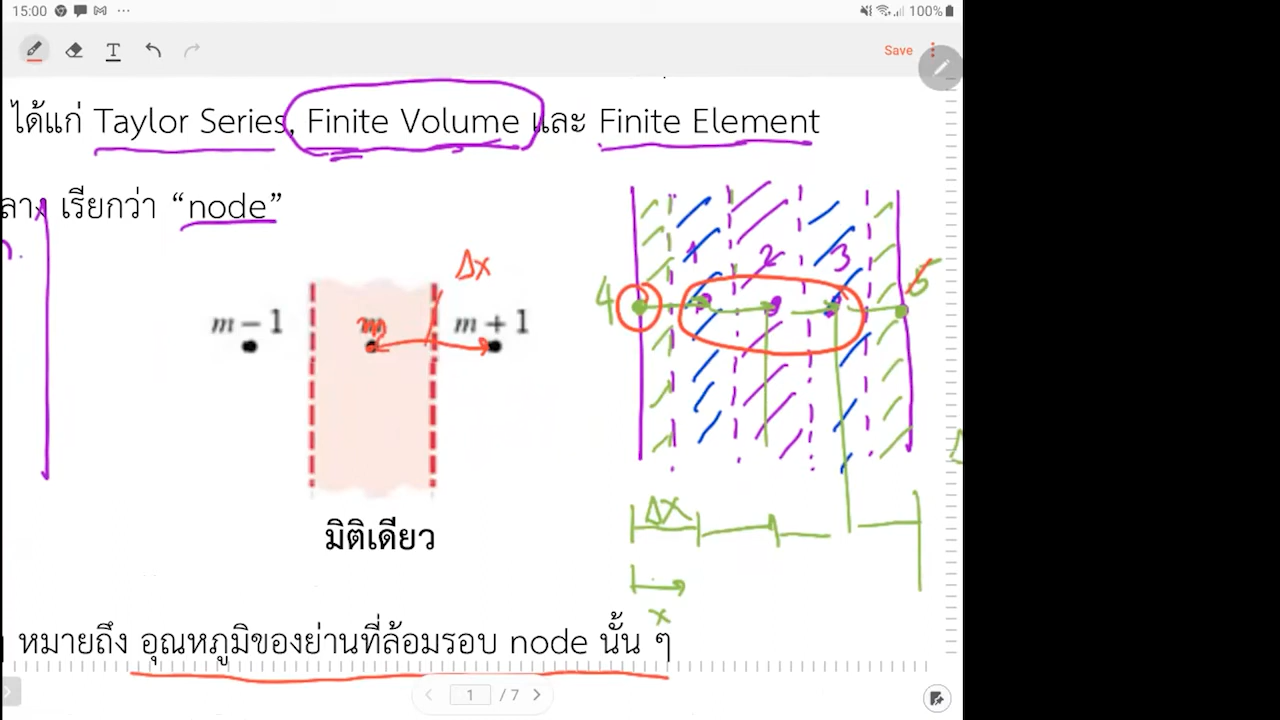 15:00 100%
T Save
ได้แก่ Taylor Series, Finite Volume และ Finite Element
ลาง เรียกว่า “node”
n.
Δx
1 2 3
4 5
m − 1 m m + 1
มิติเดียว
Δx
x
หมายถึง อุณหภูมิของย่านที่ล้อมรอบ node นั้น ๆ
1 / 7